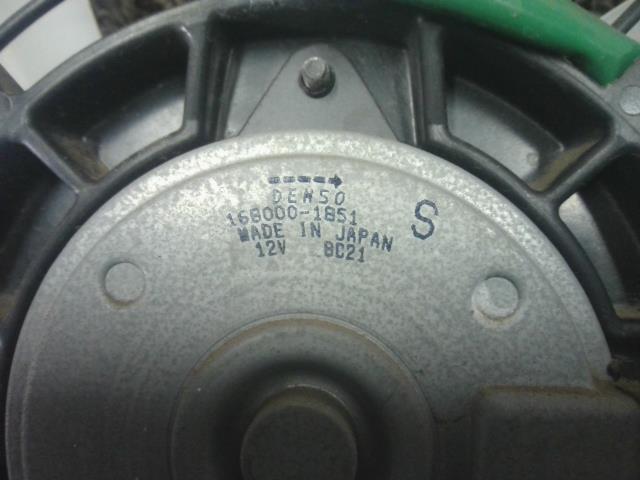 DENSO
168000-1851 S
MADE IN JAPAN
12V 8C21